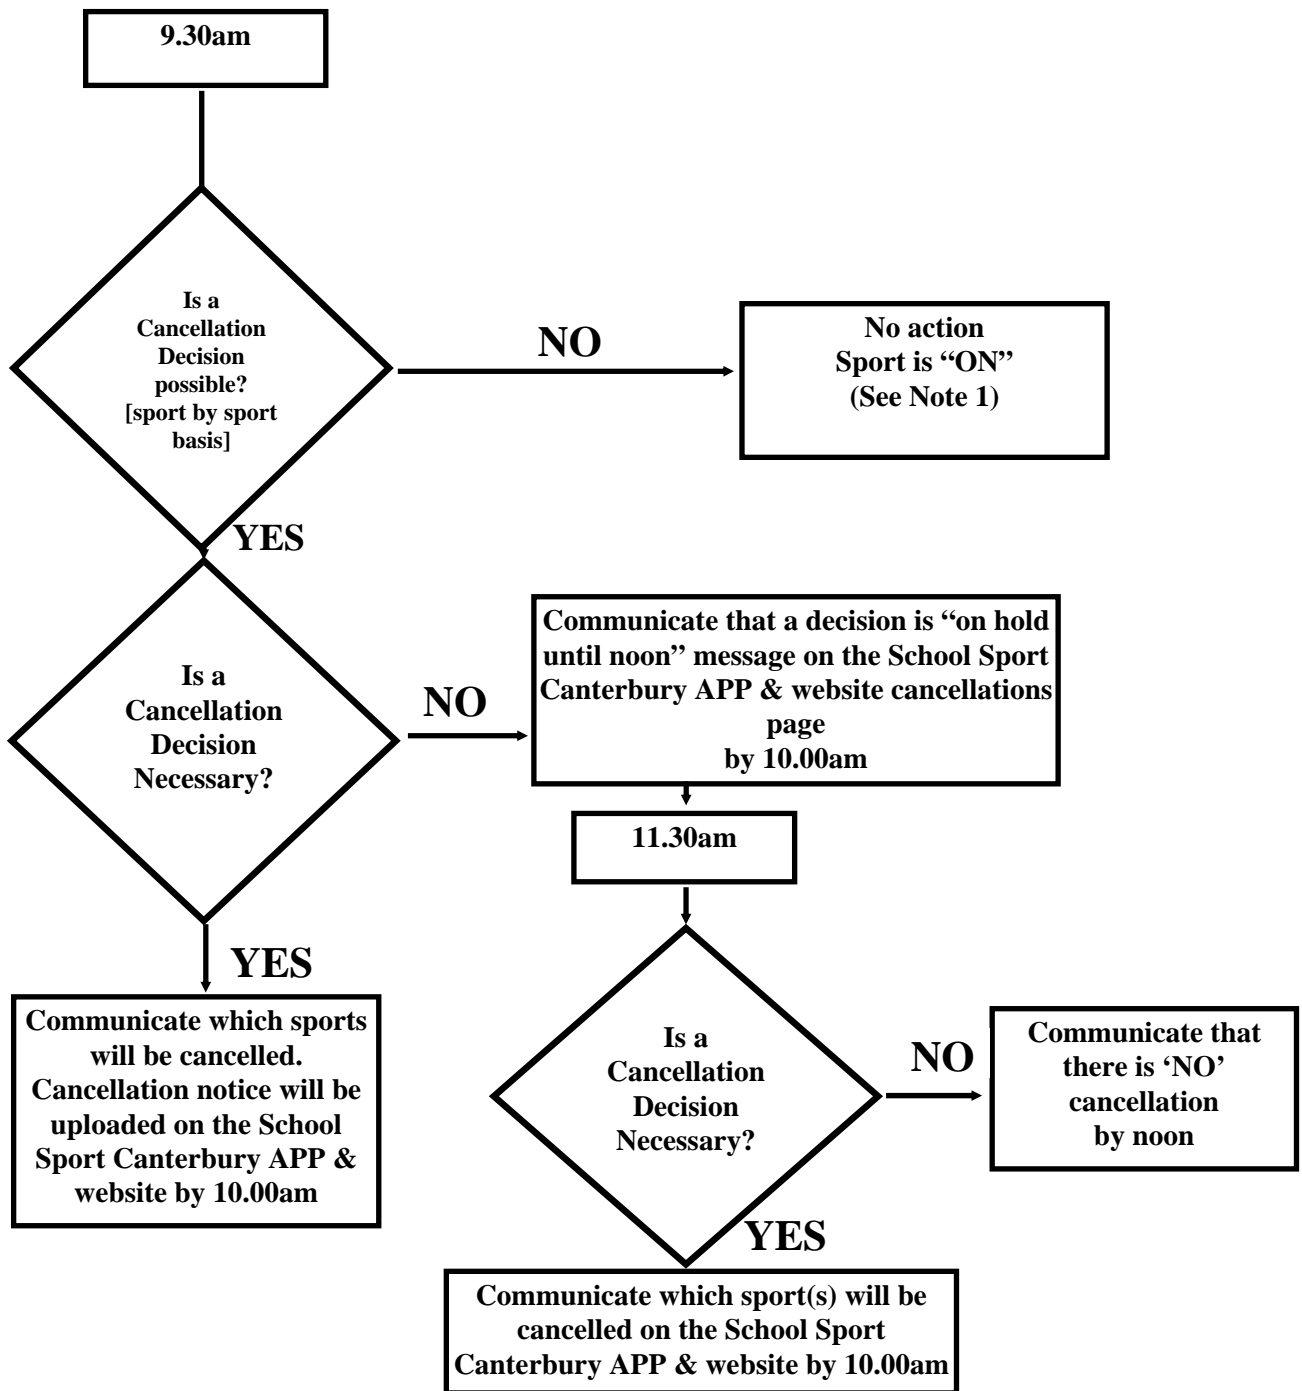 9.30am
Is a
Cancellation
Decision
possible?
[sport by sport
basis]
NO
No action
Sport is “ON”
(See Note 1)
YES
Is a
Cancellation
Decision
Necessary?
NO
Communicate that a decision is “on hold
until noon” message on the School Sport
Canterbury APP & website cancellations
page
by 10.00am
11.30am
YES
Communicate which sports
will be cancelled.
Cancellation notice will be
uploaded on the School
Sport Canterbury APP &
website by 10.00am
Is a
Cancellation
Decision
Necessary?
NO
Communicate that
there is ‘NO’
cancellation
by noon
YES
Communicate which sport(s) will be
cancelled on the School Sport
Canterbury APP & website by 10.00am